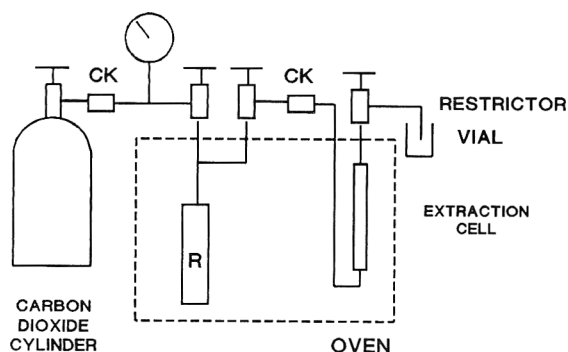 CK
CK
RESTRICTOR
VIAL
R
EXTRACTION
CELL
CARBON
DIOXIDE
CYLINDER
OVEN